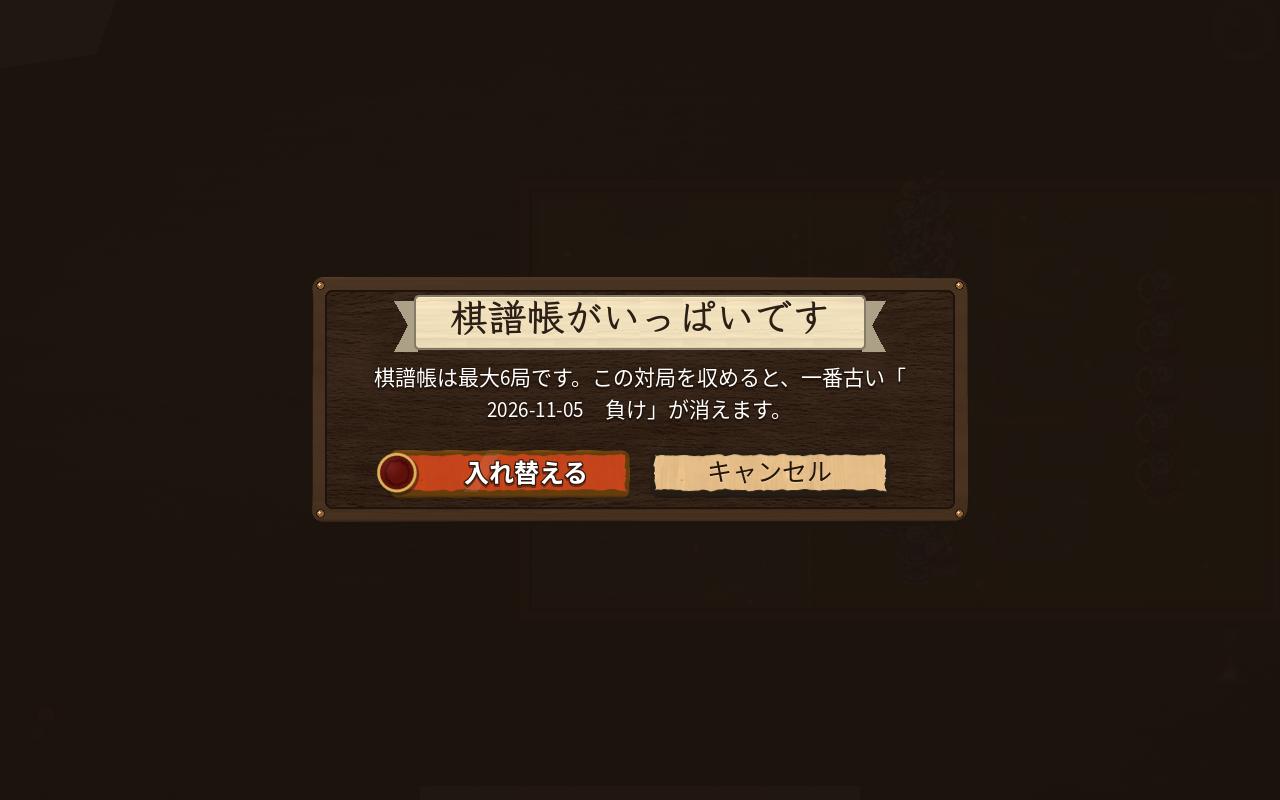 棋譜帳がいっぱいです
棋譜帳は最大6局です。この対局を収めると、一番古い「
2026-11-05　負け」が消えます。
入れ替える
キャンセル